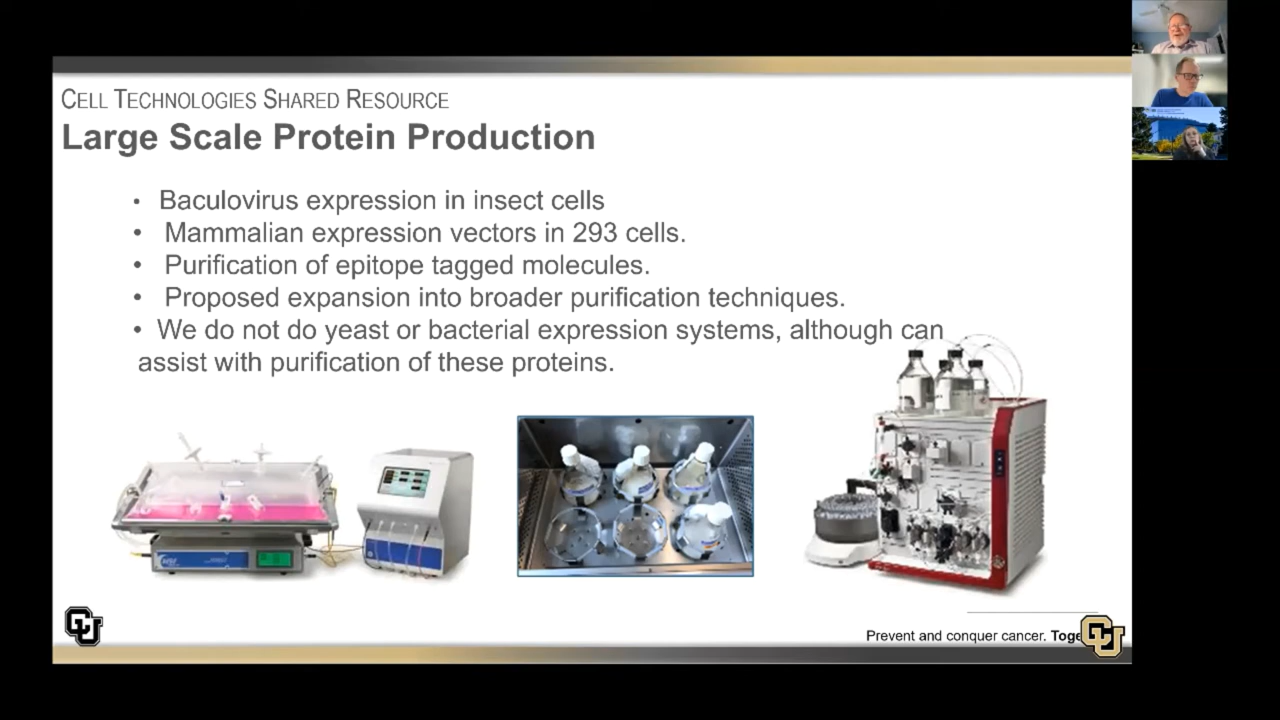 CELL TECHNOLOGIES SHARED RESOURCE
Large Scale Protein Production
• Baculovirus expression in insect cells
• Mammalian expression vectors in 293 cells.
• Purification of epitope tagged molecules.
• Proposed expansion into broader purification techniques.
• We do not do yeast or bacterial expression systems, although can
assist with purification of these proteins.
CU
Prevent and conquer cancer.
CU